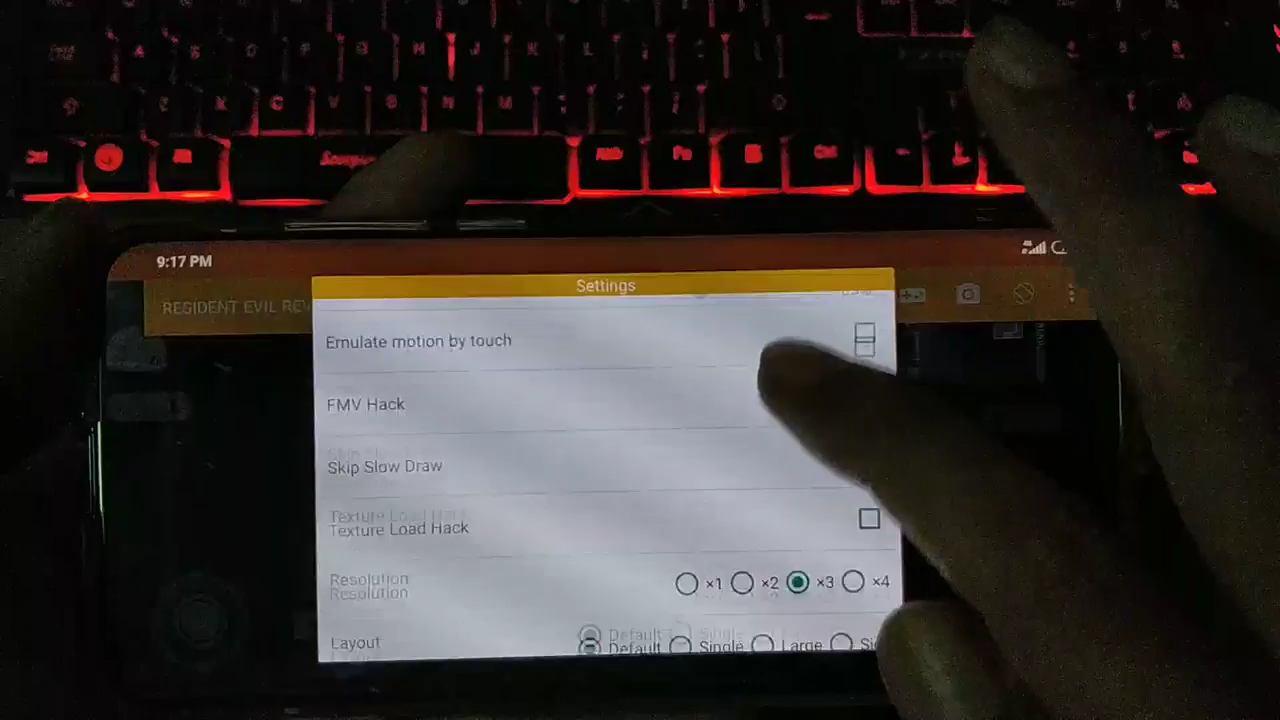 A S D F G H J K L
Z X C V B N M
9:17 PM
RESIDENT EVIL REV
Settings
Emulate motion by touch
FMV Hack
Skip Slow Draw
Texture Load Hack
Resolution ×1 ×2 ×3 ×4
Layout Default Single Large Si